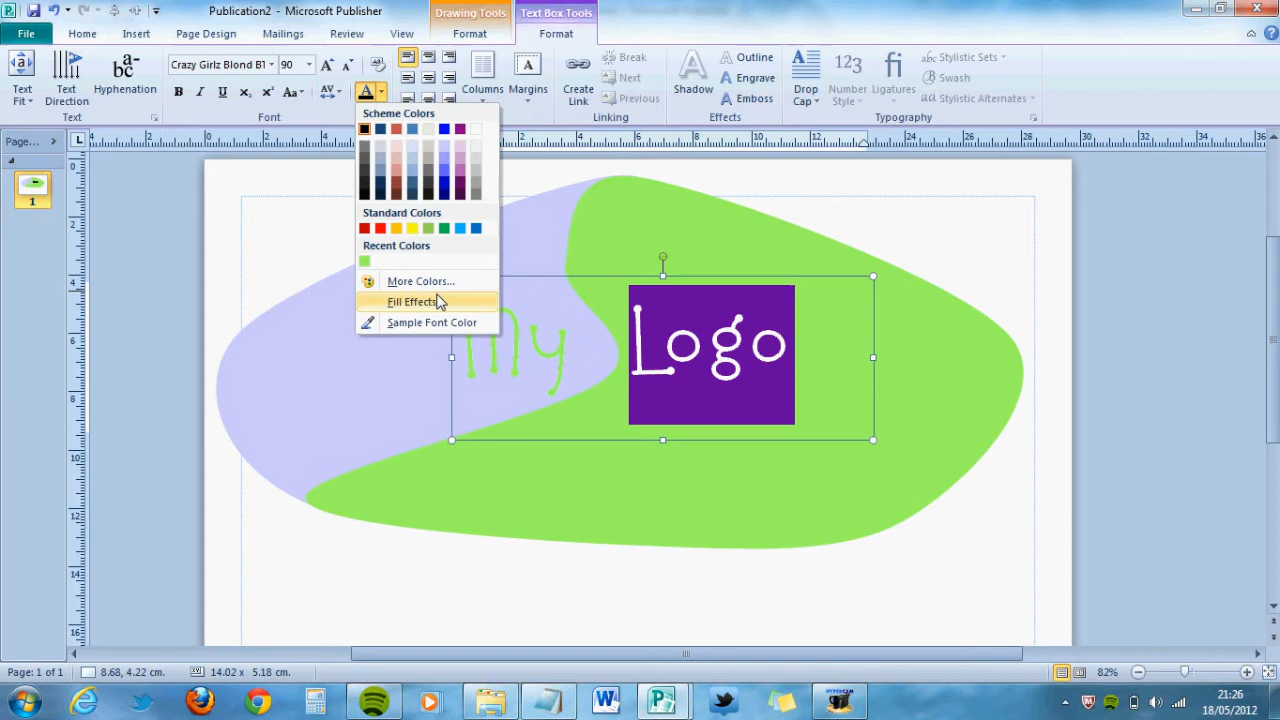 Publication2 - Microsoft Publisher
Drawing Tools
Text Box Tools
File
Home
Insert
Page Design
Mailings
Review
View
Format
Format
Crazy Girlz Blond B1
90
Text Fit
Text Direction
Hyphenation
B I U x₂ x² Aa AV A
Columns
Margins
Create Link
Break
Next
Previous
Shadow
Outline
Engrave
Emboss
Drop Cap
Number Style
Ligatures
Stylistic Sets
Swash
Stylistic Alternates
Text
Font
Linking
Effects
Typography
Scheme Colors
Standard Colors
Recent Colors
More Colors...
Fill Effects
Sample Font Color
Page...
1
My Logo
Page: 1 of 1
8.68, 4.22 cm.
14.02 x 5.18 cm.
82%
21:26
18/05/2012